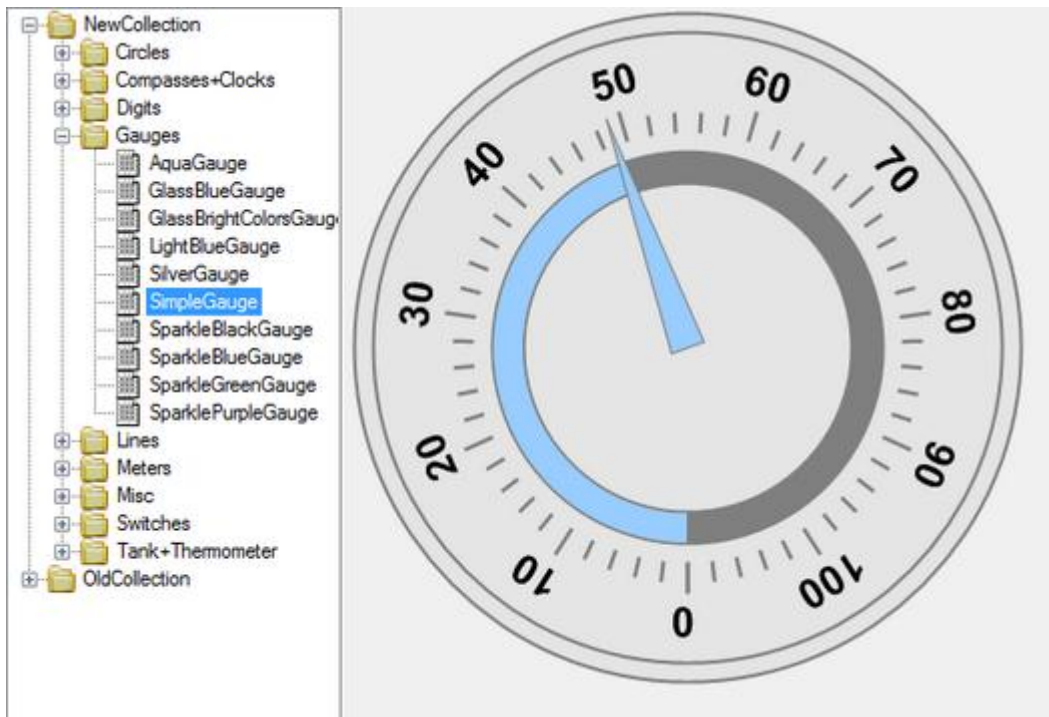 NewCollection
Circles
Compasses+Clocks
Digits
Gauges
AquaGauge
GlassBlueGauge
GlassBrightColorsGaug
LightBlueGauge
SilverGauge
SimpleGauge
SparkleBlackGauge
SparkleBlueGauge
SparkleGreenGauge
SparklePurpleGauge
Lines
Meters
Misc
Switches
Tank+Thermometer
OldCollection
0
10
20
30
40
50
60
70
80
90
100